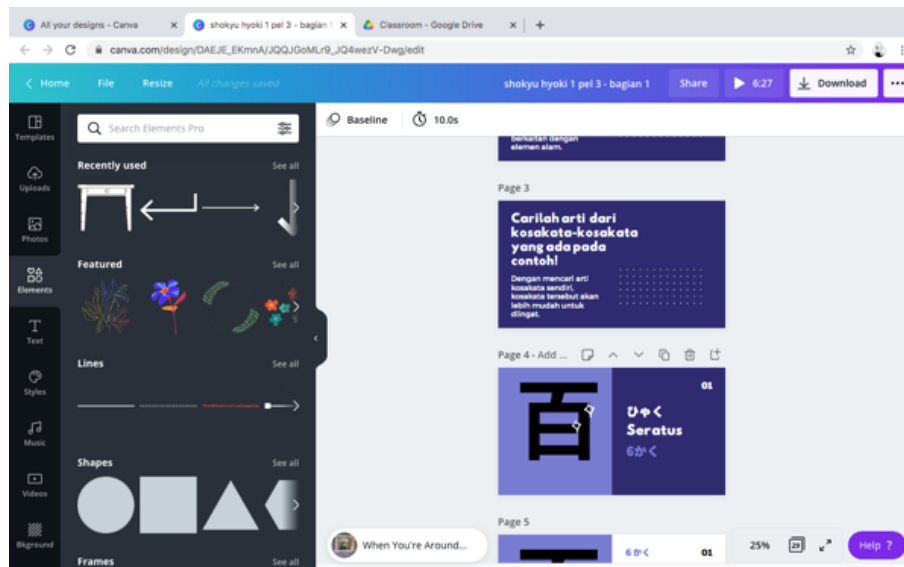 All your designs - Canva
shokyu hyoki 1 pel 3 - bagian 1
Classroom - Google Drive
canva.com/design/DAEJE_EKmnA/JQQJGoMLr9_JQ4wezV-Dwg/edit
Home File Resize All changes saved shokyu hyoki 1 pel 3 - bagian 1 Share 6:27 Download
Templates
Uploads
Photos
Elements
Text
Styles
Music
Videos
Bkground
Search Elements Pro
Recently used See all
Featured See all
Lines See all
Shapes See all
Frames See all
Baseline 10.0s
berkaitan dengan
elemen alam.
Page 3
Carilah arti dari
kosakata-kosakata
yang ada pada
contoh!
Dengan mencari arti
kosakata sendiri,
kosakata tersebut akan
lebih mudah untuk
diingat.
Page 4 - Add ...
百
01
ひゃく
Seratus
6かく
Page 5
6かく 01
When You're Around...
25% 29 Help ?